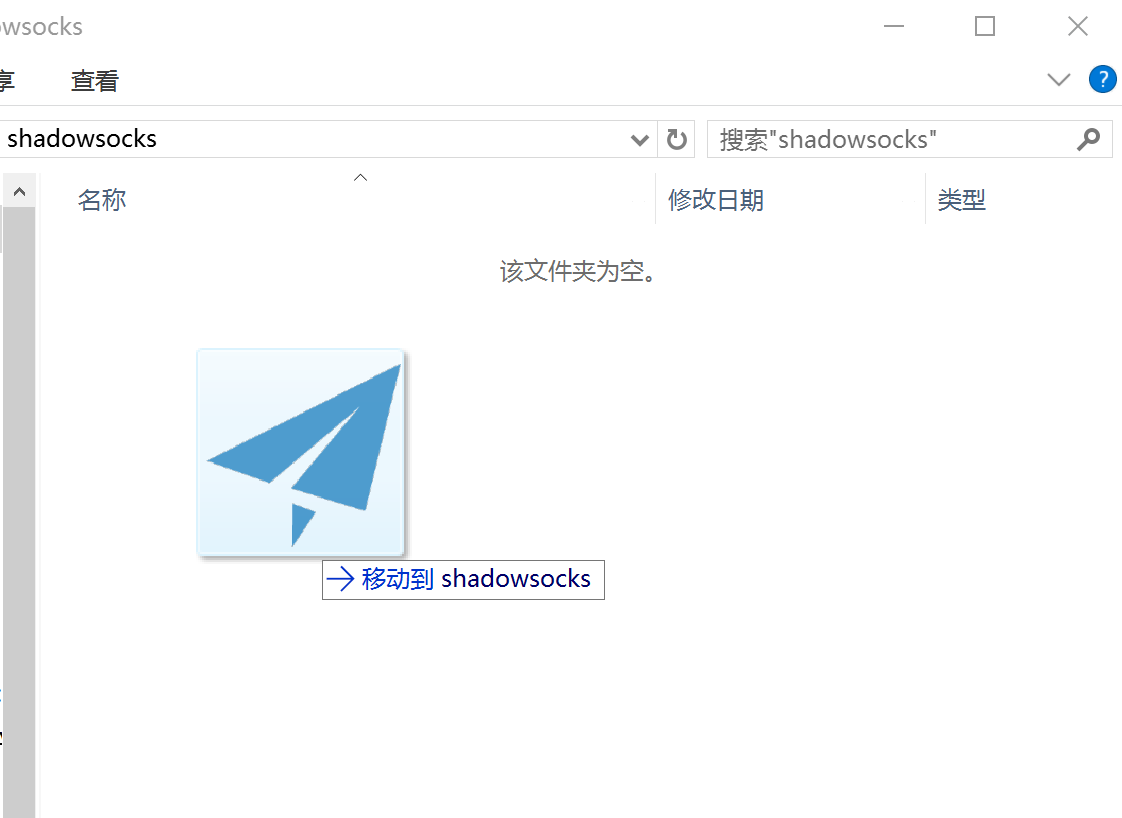 owsocks
享 查看
?
shadowsocks
搜索"shadowsocks"
名称 修改日期 类型
该文件夹为空。
移动到 shadowsocks